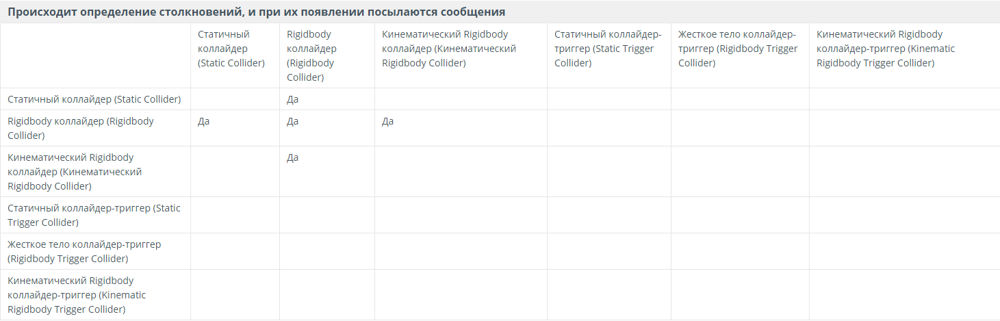 Происходит определение столкновений, и при их появлении посылаются сообщения
Статичный
коллайдер
(Static Collider)
Rigidbody
коллайдер
(Rigidbody
Collider)
Кинематический Rigidbody
коллайдер (Кинематический
Rigidbody Collider)
Статичный коллайдер-
триггер (Static Trigger
Collider)
Жесткое тело коллайдер-
триггер (Rigidbody Trigger
Collider)
Кинематический Rigidbody
коллайдер-триггер (Kinematic
Rigidbody Trigger Collider)
Статичный коллайдер (Static Collider)
Да
Rigidbody коллайдер (Rigidbody
Collider)
Да
Да
Да
Кинематический Rigidbody
коллайдер (Кинематический
Rigidbody Collider)
Да
Статичный коллайдер-триггер (Static
Trigger Collider)
Жесткое тело коллайдер-триггер
(Rigidbody Trigger Collider)
Кинематический Rigidbody
коллайдер-триггер (Kinematic
Rigidbody Trigger Collider)